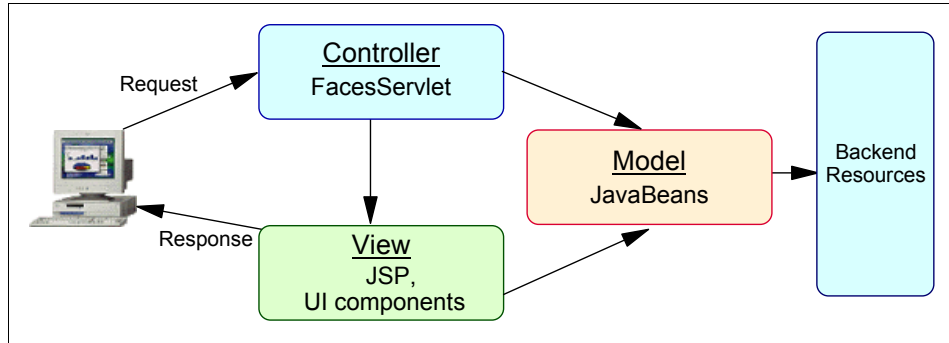 Request
Controller
FacesServlet
Model
JavaBeans
Backend
Resources
Response
View
JSP,
UI components